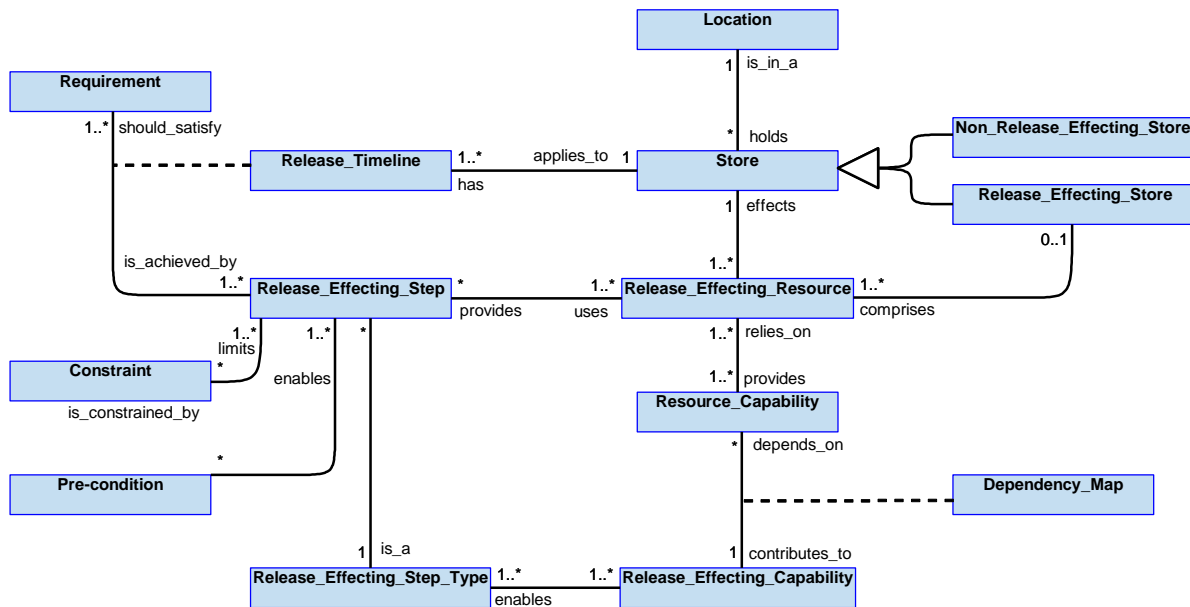 Location
1
is_in_a
Requirement
1..*
should_satisfy
*
holds
Non_Release_Effecting_Store
Release_Timeline
1..*
has
applies_to
1
Store
Release_Effecting_Store
1
effects
0..1
is_achieved_by
1..*
1..*
Release_Effecting_Step
*
provides
1..*
uses
Release_Effecting_Resource
1..*
comprises
1..*
limits
1..*
enables
*
1..*
relies_on
Constraint
*
is_constrained_by
1..*
provides
Resource_Capability
*
depends_on
Pre-condition
*
Dependency_Map
1
is_a
1
contributes_to
Release_Effecting_Step_Type
1..*
enables
1..*
Release_Effecting_Capability